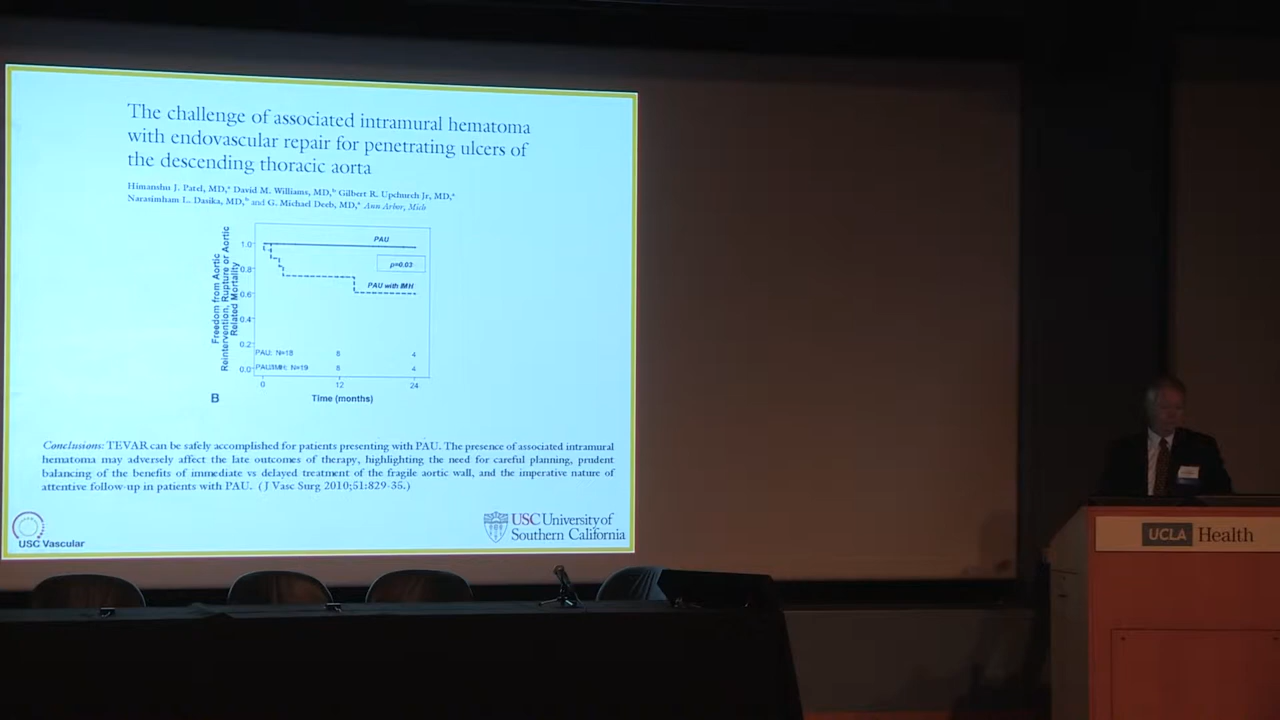 The challenge of associated intramural hematoma
with endovascular repair for penetrating ulcers of
the descending thoracic aorta
Himanshu J. Patel, MD,a David M. Williams, MD,b Gilbert R. Upchurch Jr, MD,a
Narasimham L. Dasika, MD,b and G. Michael Deeb, MD,a Ann Arbor, Mich
Freedom from Aortic
Reintervention, Rupture or Aortic
Related Mortality
1.0
0.8
0.6
0.4
0.2
0.0
PAU
p=0.03
PAU with IMH
PAU: N=18 8 4
PAU/IMH: N=19 8 4
0 12 24
B Time (months)
Conclusions: TEVAR can be safely accomplished for patients presenting with PAU. The presence of associated intramural
hematoma may adversely affect the late outcomes of therapy, highlighting the need for careful planning, prudent
balancing of the benefits of immediate vs delayed treatment of the fragile aortic wall, and the imperative nature of
attentive follow-up in patients with PAU. (J Vasc Surg 2010;51:829-35.)
USC Vascular
USC University of
Southern California
UCLA Health